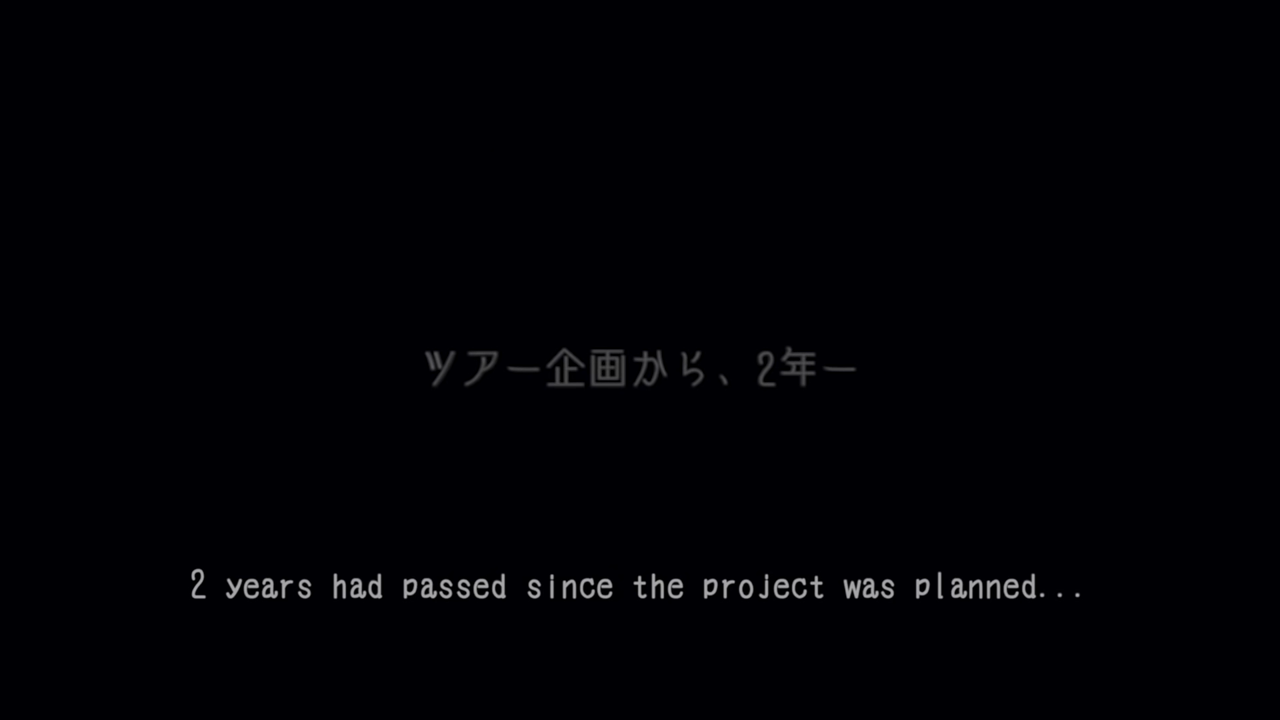 ツアー企画から、2年ー
2 years had passed since the project was planned...